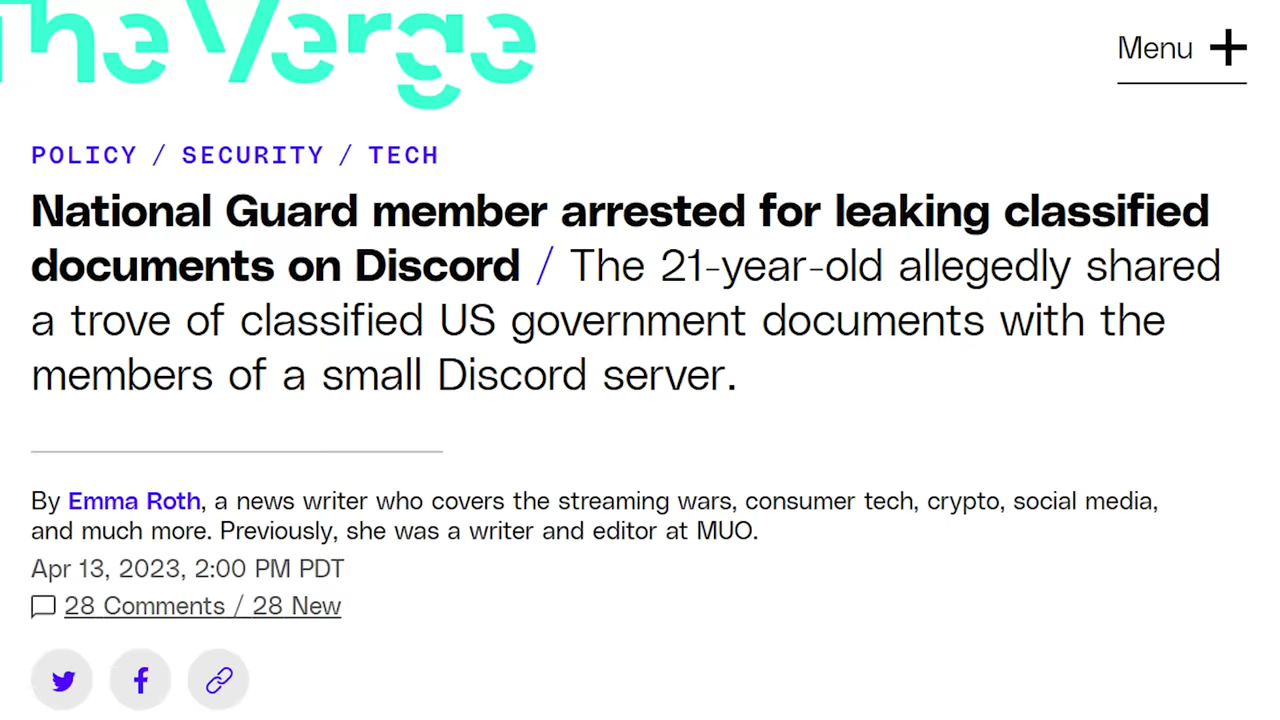 The Verge
Menu
POLICY / SECURITY / TECH
National Guard member arrested for leaking classified
documents on Discord / The 21-year-old allegedly shared
a trove of classified US government documents with the
members of a small Discord server.
By Emma Roth, a news writer who covers the streaming wars, consumer tech, crypto, social media,
and much more. Previously, she was a writer and editor at MUO.
Apr 13, 2023, 2:00 PM PDT
28 Comments / 28 New